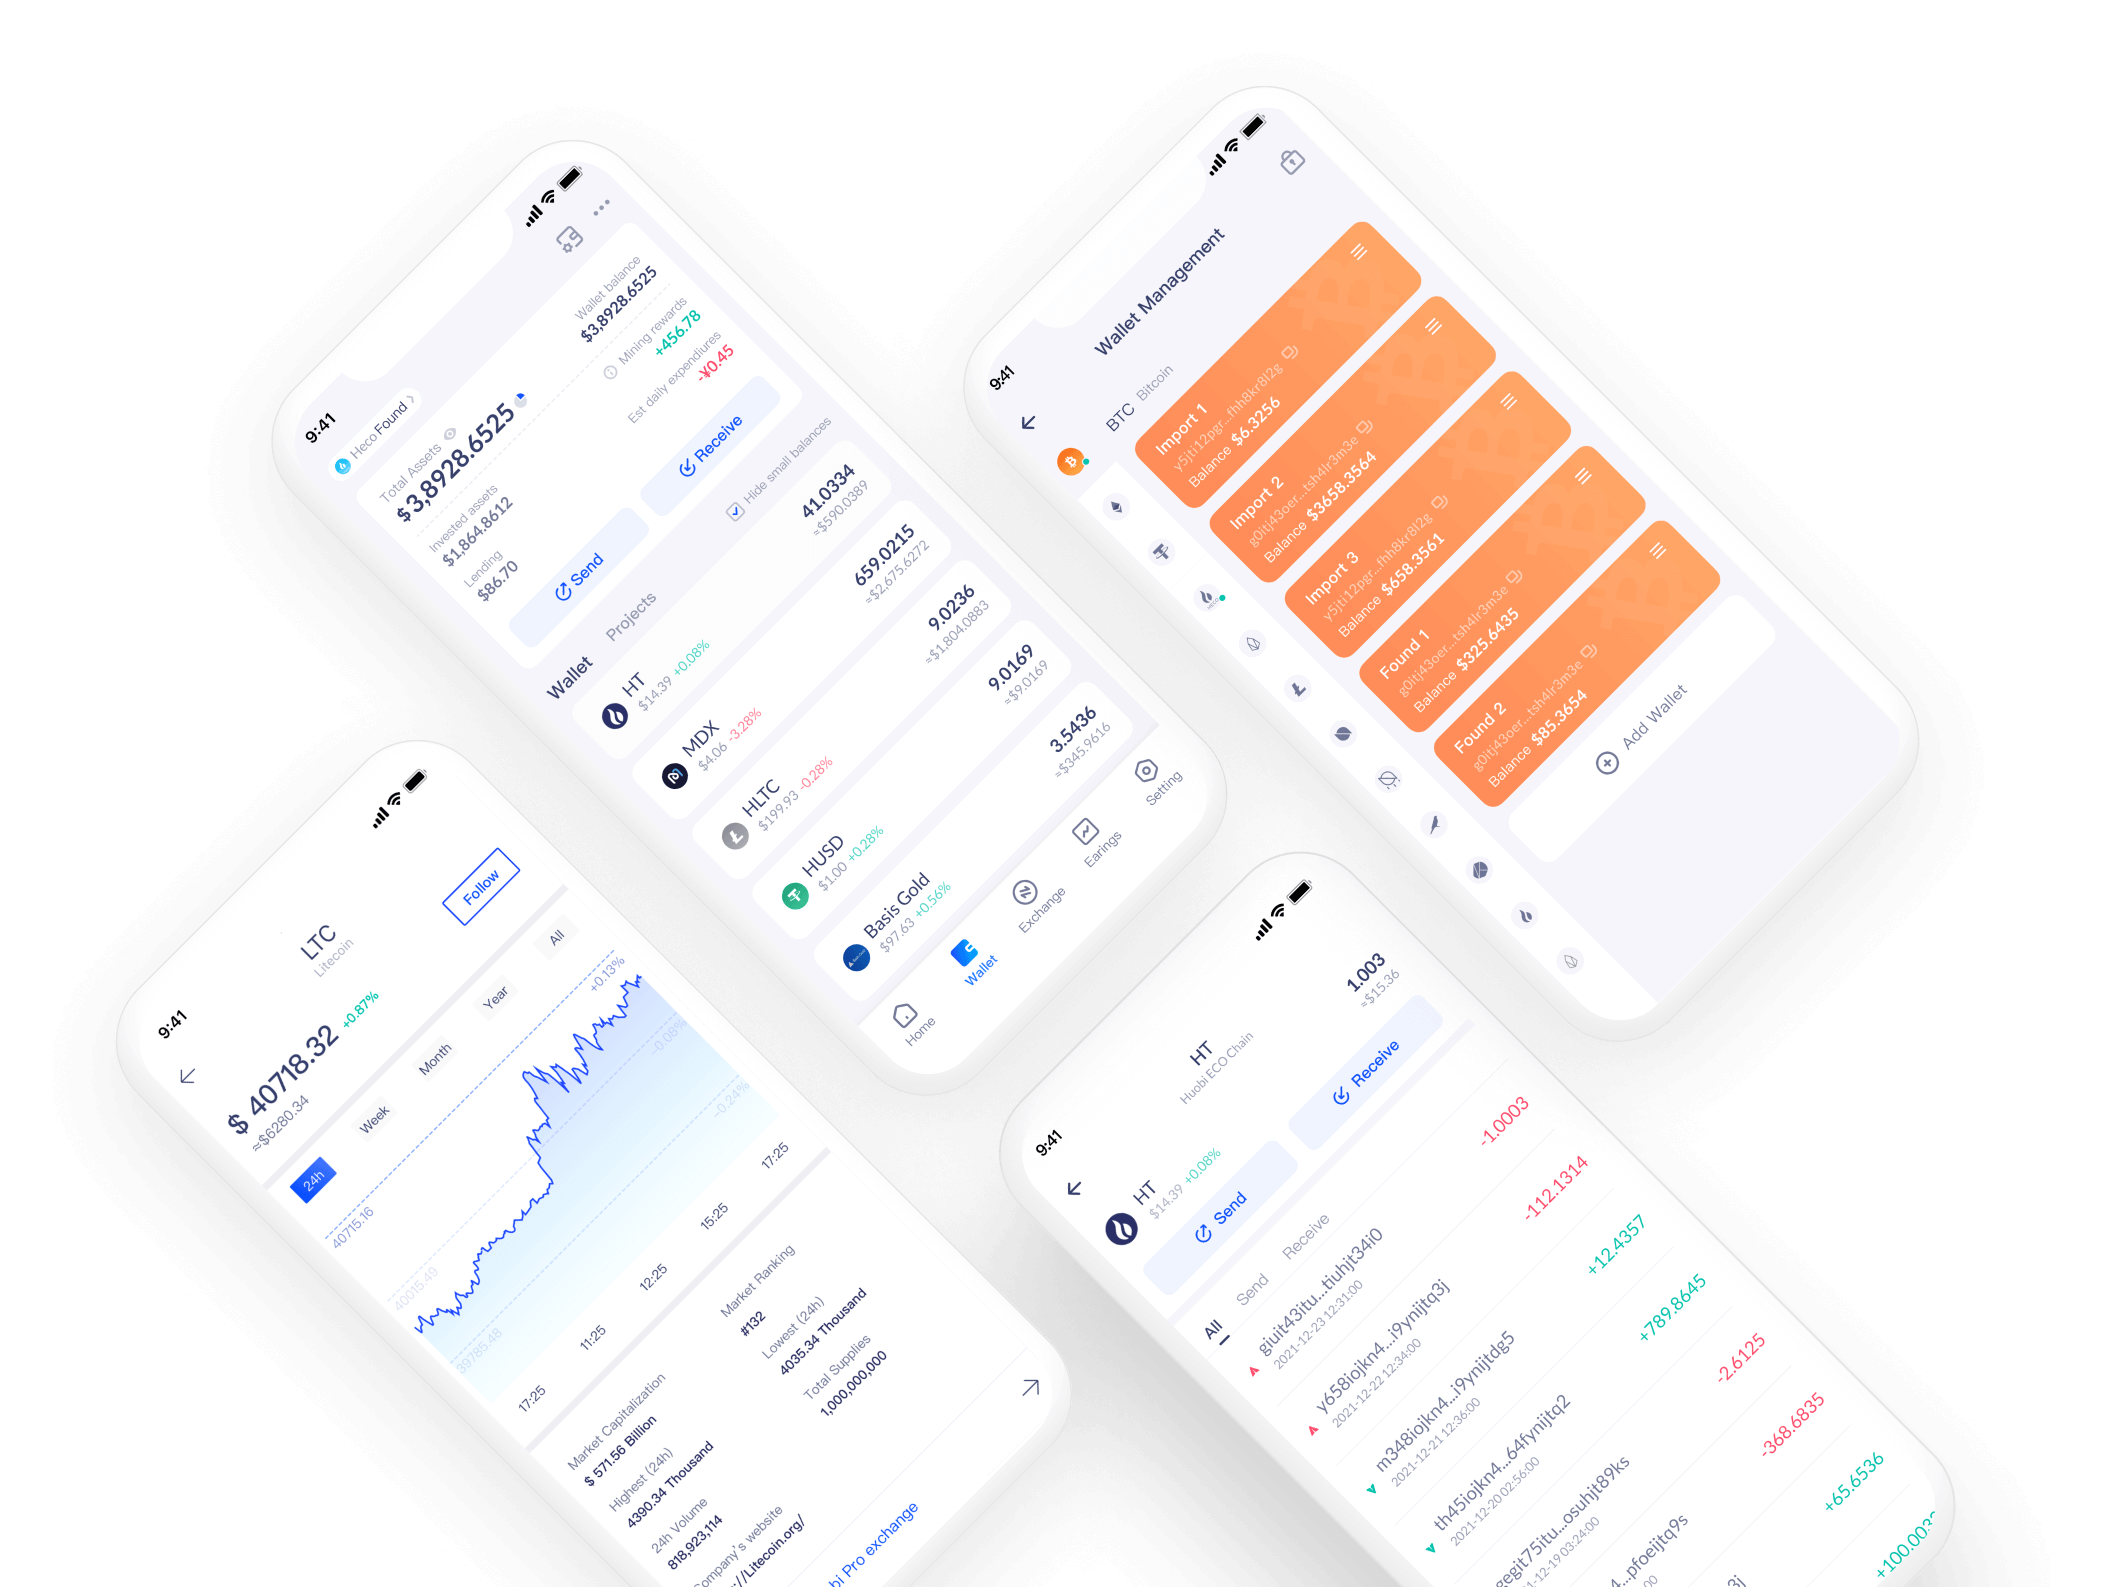 9:41
Heco Found
Total Assets
$3,8928.6525
Wallet balance
$3,8928.6525
Invested assets
$1,864.8612
Mining rewards
+456.78
Lending
$86.70
Est daily expendiures
-¥0.45
Send
Receive
Wallet
Projects
Hide small balances
HT
$14.39 +0.08%
41.0334
≈$590.0389
MDX
$4.06 -3.28%
659.0215
≈$2,675.6272
HLTC
$199.93 -0.28%
9.0236
≈$1,804.0883
HUSD
$1.00 +0.28%
9.0169
≈$9.0169
Basis Gold
$97.63 +0.56%
3.5436
≈$345.9616
Home
Wallet
Exchange
Earings
Setting
9:41
Wallet Management
BTC Bitcoin
Import 1
y5jti12pgr...fhh8kr8l2g
Balance $6.3256
Import 2
g0itj43oer...tsh4lr3m3e
Balance $3658.3564
Import 3
y5jti12pgr...fhh8kr8l2g
Balance $658.3561
Found 1
g0itj43oer...tsh4lr3m3e
Balance $325.6435
Found 2
g0itj43oer...tsh4lr3m3e
Balance $85.3654
Add Wallet
9:41
LTC
Litecoin
$ 40718.32 +0.87%
≈$6280.34
Follow
24h
Week
Month
Year
All
40715.16
+0.13%
40015.49
-0.08%
39785.48
-0.24%
17:25
11:25
12:25
15:25
17:25
Market Capitalization
$ 571.56 Billion
Market Ranking
#132
Highest (24h)
4390.34 Thousand
Lowest (24h)
4035.34 Thousand
24h Volume
818,923,114
Total Supplies
1,000,000,000
ompany's website
://Litecoin.org/
bi Pro exchange
9:41
HT
Huobi ECO Chain
HT
$14.39 +0.08%
1.003
≈$15.36
Send
Receive
All
Send
Receive
giuit43itu...tiuhjt34i0
2021-12-23 12:31:00
-1.0003
y658iojkn4...i9ynijtq3j
2021-12-22 12:34:00
-112.1314
m348iojkn4...i9ynijtdg5
2021-12-21 12:36:00
+12.4357
th45iojkn4...64fynijtq2
2021-12-20 02:56:00
+789.8645
gegit75itu...osuhjt89ks
1-12-19 03:24:00
-2.6125
4...pfoeijtq9s
:00
-368.6835
3j
+65.6536
+100.003